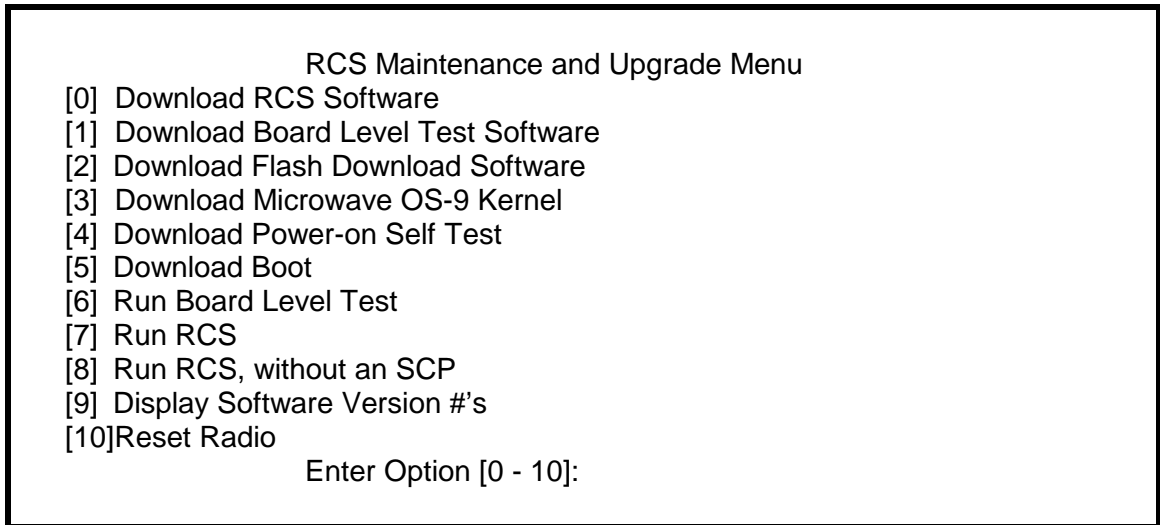 RCS Maintenance and Upgrade Menu
[0] Download RCS Software
[1] Download Board Level Test Software
[2] Download Flash Download Software
[3] Download Microwave OS-9 Kernel
[4] Download Power-on Self Test
[5] Download Boot
[6] Run Board Level Test
[7] Run RCS
[8] Run RCS, without an SCP
[9] Display Software Version #’s
[10]Reset Radio
Enter Option [0 - 10]: